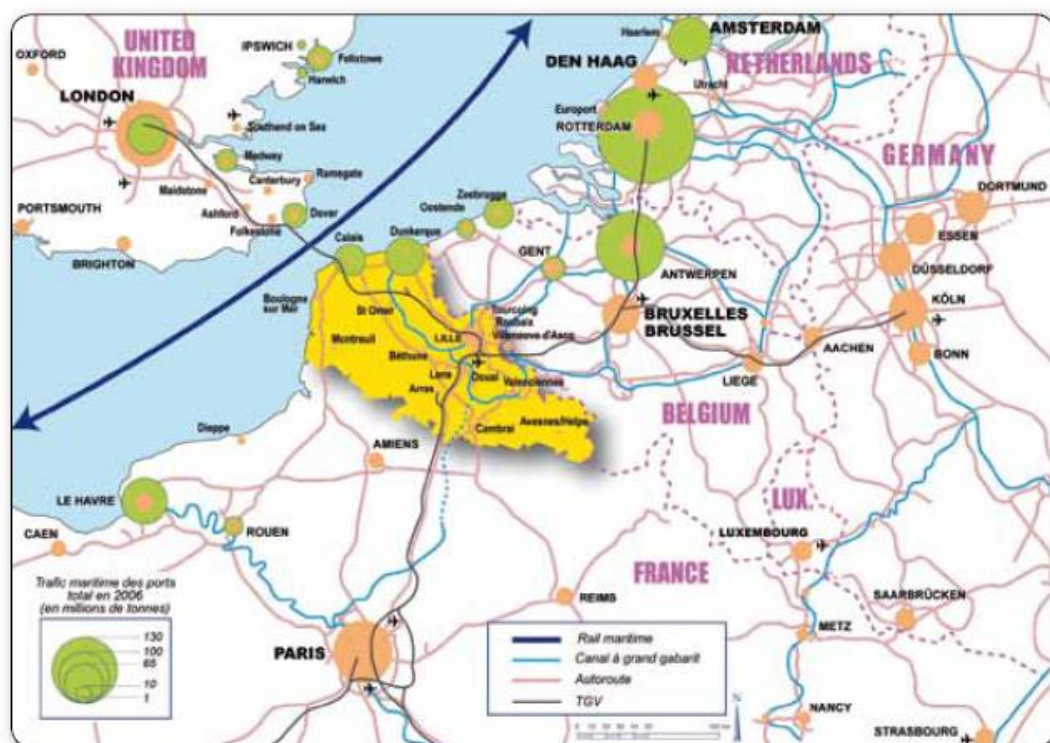 UNITED
KINGDOM
IPSWICH
Felixstowe
Harwich
OXFORD
LONDON
Southend on Sea
Medway
Ramsgate
Canterbury
Maidstone
Ashford
Dover
Folkestone
PORTSMOUTH
BRIGHTON
Haarlem
AMSTERDAM
NETHERLANDS
DEN HAAG
Utrecht
Europort
ROTTERDAM
GERMANY
DORTMUND
ESSEN
DÜSSELDORF
KÖLN
BONN
AACHEN
Zeebrugge
Oostende
GENT
ANTWERPEN
BRUXELLES
BRUSSEL
LIEGE
BELGIUM
Calais
Dunkerque
Boulogne
sur Mer
St Omer
Montreuil
Tourcoing
Roubaix
Villeneuve d'Ascq
LILLE
Béthune
Lens
Douai
Valenciennes
Arras
Cambrai
Avesnes/Helpe
Dieppe
AMIENS
LE HAVRE
CAEN
ROUEN
LUX.
LUXEMBOURG
FRANCE
REIMS
SAARBRÜCKEN
METZ
NANCY
STRASBOURG
PARIS
Trafic maritime des ports
total en 2006
(en millions de tonnes)
130
100
65
10
1
Rail maritime
Canal à grand gabarit
Autoroute
TGV
N